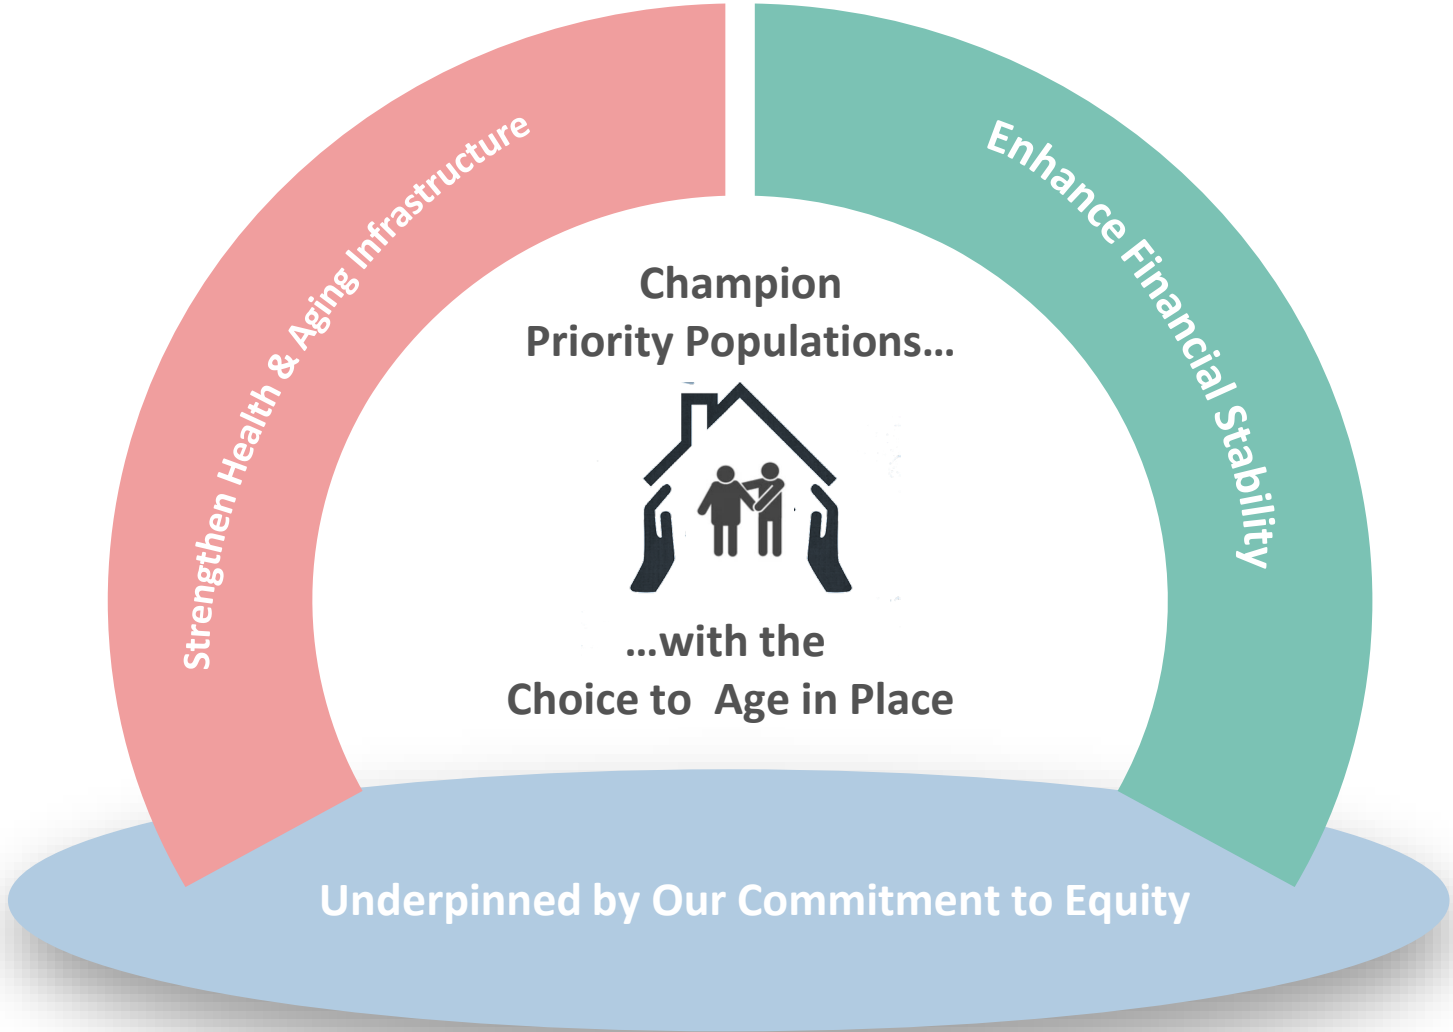 Strengthen Health & Aging Infrastructure
Enhance Financial Stability
Champion
Priority Populations…
…with the
Choice to  Age in Place
Underpinned by Our Commitment to Equity